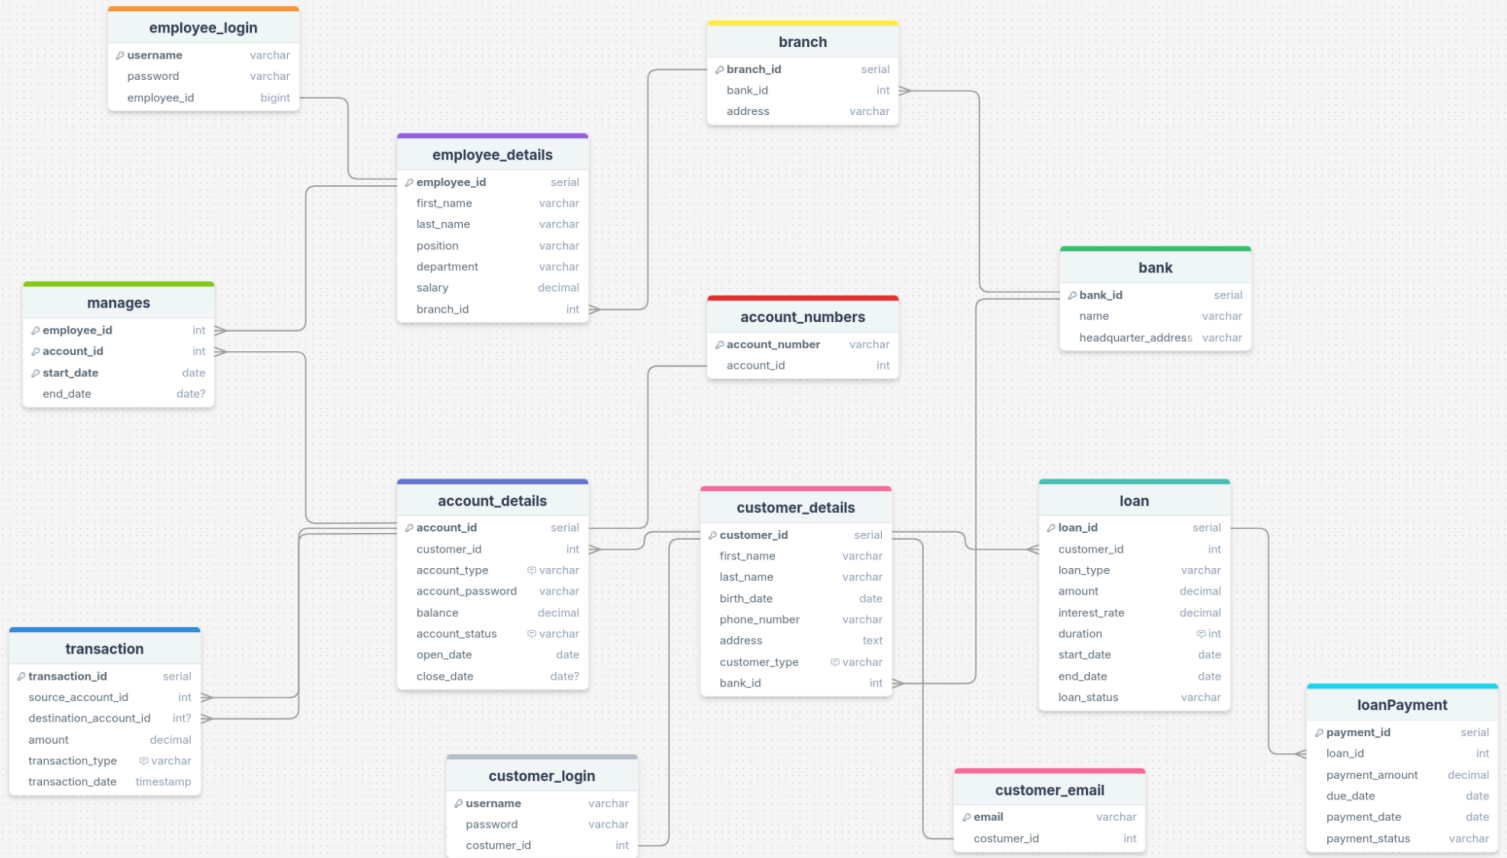 employee_login
username varchar
password varchar
employee_id bigint
branch
branch_id serial
bank_id int
address varchar
employee_details
employee_id serial
first_name varchar
last_name varchar
position varchar
department varchar
salary decimal
branch_id int
bank
bank_id serial
name varchar
headquarter_address varchar
manages
employee_id int
account_id int
start_date date
end_date date?
account_numbers
account_number varchar
account_id int
account_details
account_id serial
customer_id int
account_type varchar
account_password varchar
balance decimal
account_status varchar
open_date date
close_date date?
customer_details
customer_id serial
first_name varchar
last_name varchar
birth_date date
phone_number varchar
address text
customer_type varchar
bank_id int
loan
loan_id serial
customer_id int
loan_type varchar
amount decimal
interest_rate decimal
duration int
start_date date
end_date date
loan_status varchar
transaction
transaction_id serial
source_account_id int
destination_account_id int?
amount decimal
transaction_type varchar
transaction_date timestamp
loanPayment
payment_id serial
loan_id int
payment_amount decimal
due_date date
payment_date date
payment_status varchar
customer_login
username varchar
password varchar
costumer_id int
customer_email
email varchar
costumer_id int